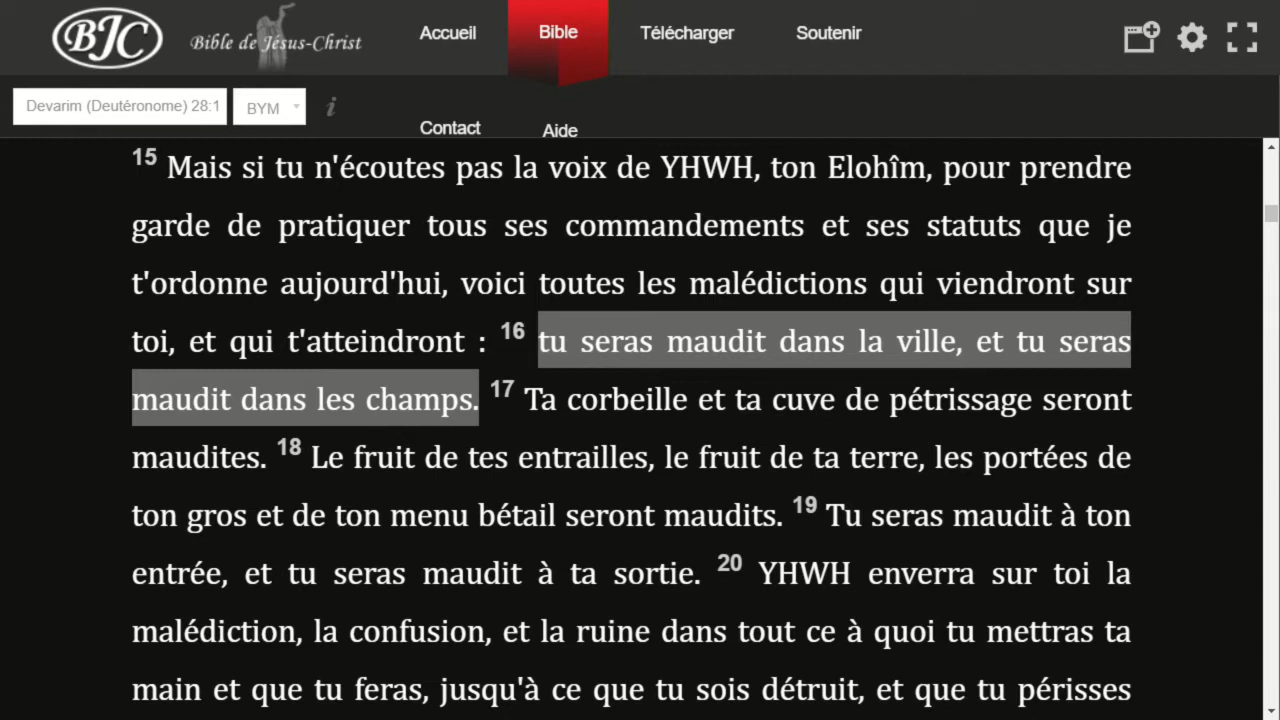 BJC Bible de Jésus-Christ Accueil Bible Télécharger Soutenir
Devarim (Deutéronome) 28:1 BYM i Contact Aide
15 Mais si tu n'écoutes pas la voix de YHWH, ton Elohîm, pour prendre
garde de pratiquer tous ses commandements et ses statuts que je
t'ordonne aujourd'hui, voici toutes les malédictions qui viendront sur
toi, et qui t'atteindront : 16 tu seras maudit dans la ville, et tu seras
maudit dans les champs. 17 Ta corbeille et ta cuve de pétrissage seront
maudites. 18 Le fruit de tes entrailles, le fruit de ta terre, les portées de
ton gros et de ton menu bétail seront maudits. 19 Tu seras maudit à ton
entrée, et tu seras maudit à ta sortie. 20 YHWH enverra sur toi la
malédiction, la confusion, et la ruine dans tout ce à quoi tu mettras ta
main et que tu feras, jusqu'à ce que tu sois détruit, et que tu périsses